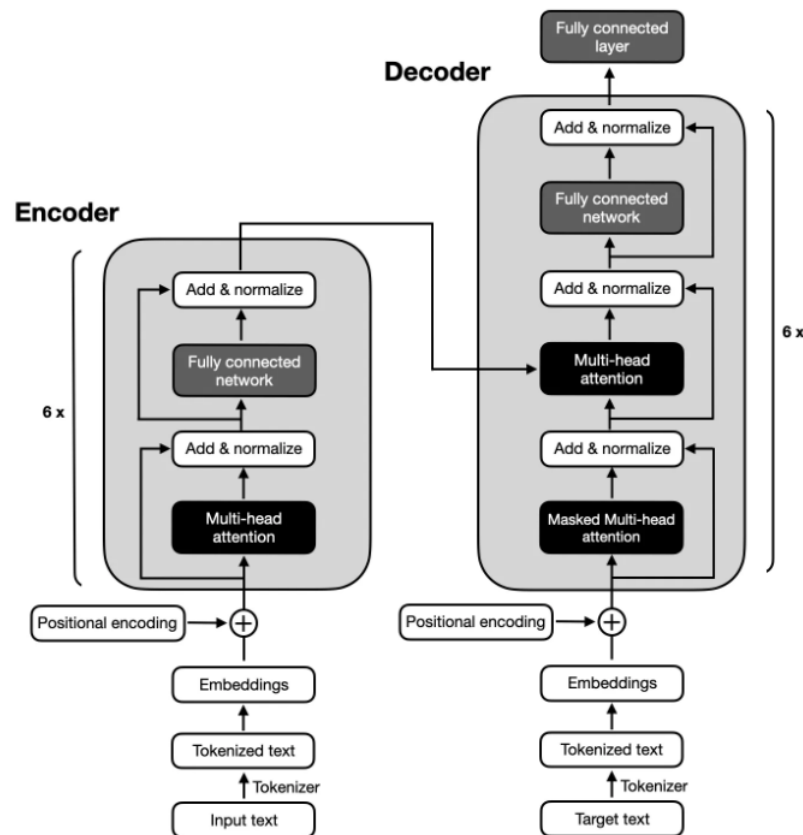 Fully connected
layer
Decoder
Add & normalize
Fully connected
network
Add & normalize
Multi-head
attention
Add & normalize
Masked Multi-head
attention
6 x
Positional encoding
+
Embeddings
Tokenized text
Tokenizer
Target text
Encoder
Add & normalize
Fully connected
network
6 x
Add & normalize
Multi-head
attention
Positional encoding
+
Embeddings
Tokenized text
Tokenizer
Input text